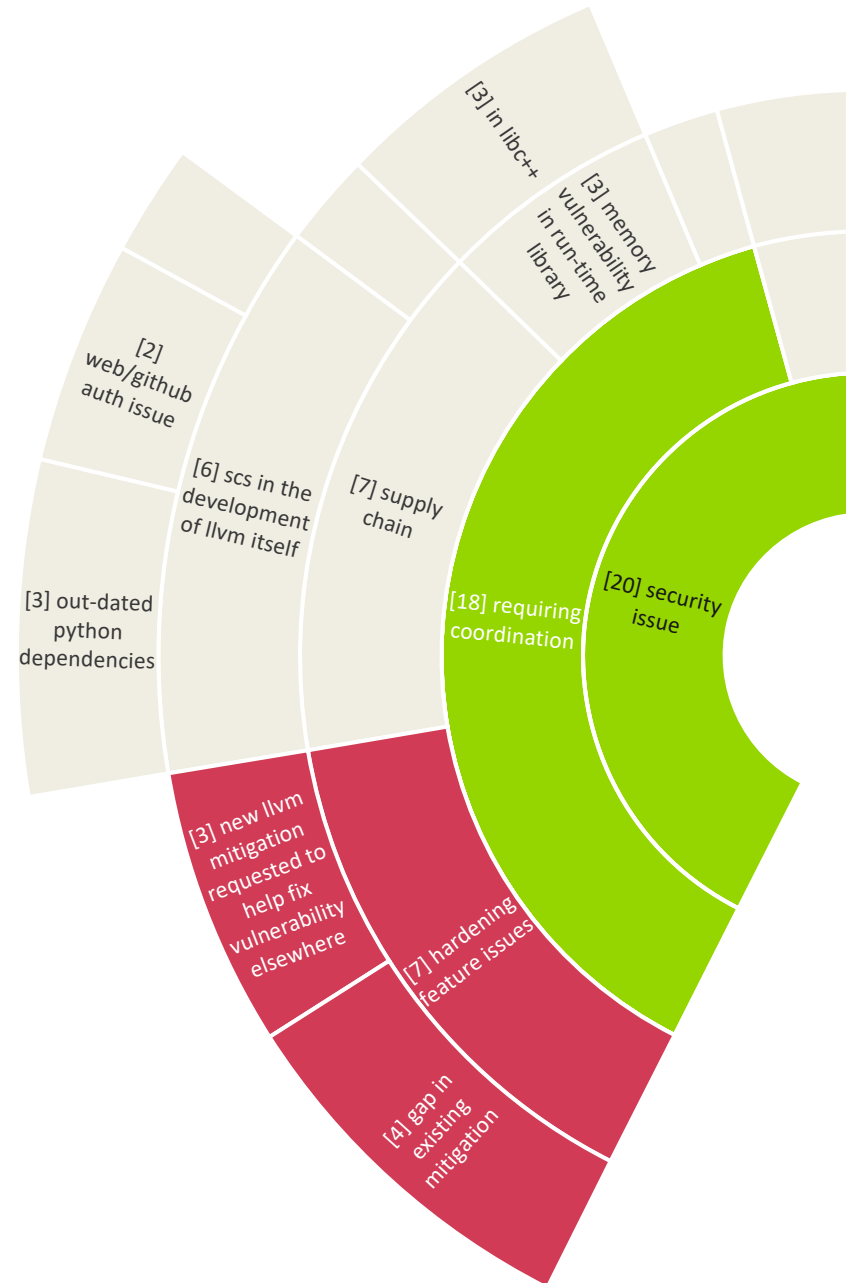 [3] in libc++
[3] memory
vulnerability
in run-time
library
[2]
web/github
auth issue
[6] scs in the
development
of llvm itself
[7] supply
chain
[3] out-dated
python
dependencies
[18] requiring
coordination
[20] security
issue
[3] new llvm
mitigation
requested to
help fix
vulnerability
elsewhere
[7] hardening
feature issues
[4] gap in
existing
mitigation